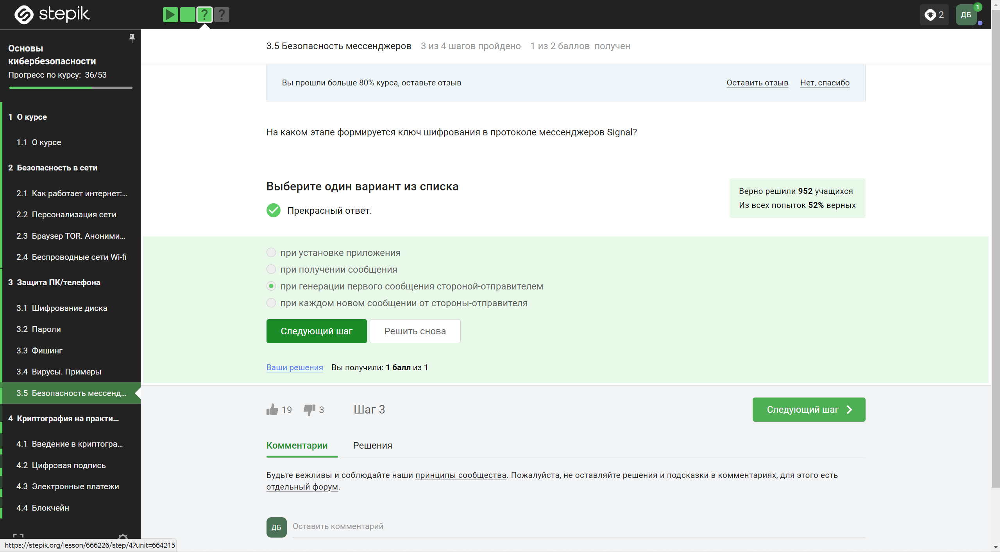 stepik
?
?
2
ДБ
1
Основы
кибербезопасности
Прогресс по курсу: 36/53
1 О курсе
1.1 О курсе
2 Безопасность в сети
2.1 Как работает интернет:...
2.2 Персонализация сети
2.3 Браузер TOR. Аноними...
2.4 Беспроводные сети Wi-fi
3 Защита ПК/телефона
3.1 Шифрование диска
3.2 Пароли
3.3 Фишинг
3.4 Вирусы. Примеры
3.5 Безопасность мессенд...
4 Криптография на практи...
4.1 Введение в криптогра...
4.2 Цифровая подпись
4.3 Электронные платежи
4.4 Блокчейн
https://stepik.org/lesson/666226/step/4?unit=664215
3.5 Безопасность мессенджеров 3 из 4 шагов пройдено 1 из 2 баллов получен
Вы прошли больше 80% курса, оставьте отзыв
Оставить отзыв
Нет, спасибо
На каком этапе формируется ключ шифрования в протоколе мессенджеров Signal?
Выберите один вариант из списка
Прекрасный ответ.
Верно решили 952 учащихся
Из всех попыток 52% верных
при установке приложения
при получении сообщения
при генерации первого сообщения стороной-отправителем
при каждом новом сообщении от стороны-отправителя
Следующий шаг
Решить снова
Ваши решения Вы получили: 1 балл из 1
19
3
Шаг 3
Следующий шаг
Комментарии
Решения
Будьте вежливы и соблюдайте наши принципы сообщества. Пожалуйста, не оставляйте решения и подсказки в комментариях, для этого есть
отдельный форум.
ДБ
Оставить комментарий